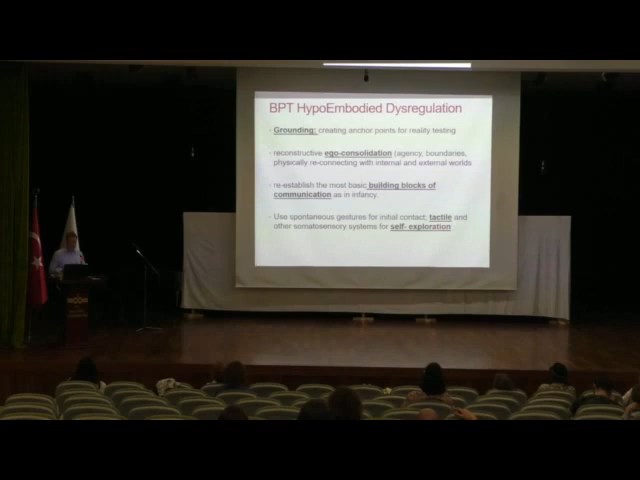 BPT HypoEmbodied Dysregulation
- Grounding: creating anchor points for reality testing
- reconstructive ego-consolidation (agency, boundaries,
physically re-connecting with internal and external worlds
- re-establish the most basic building blocks of
communication as in infancy.
- Use spontaneous gestures for initial contact; tactile and
other somatosensory systems for self- exploration